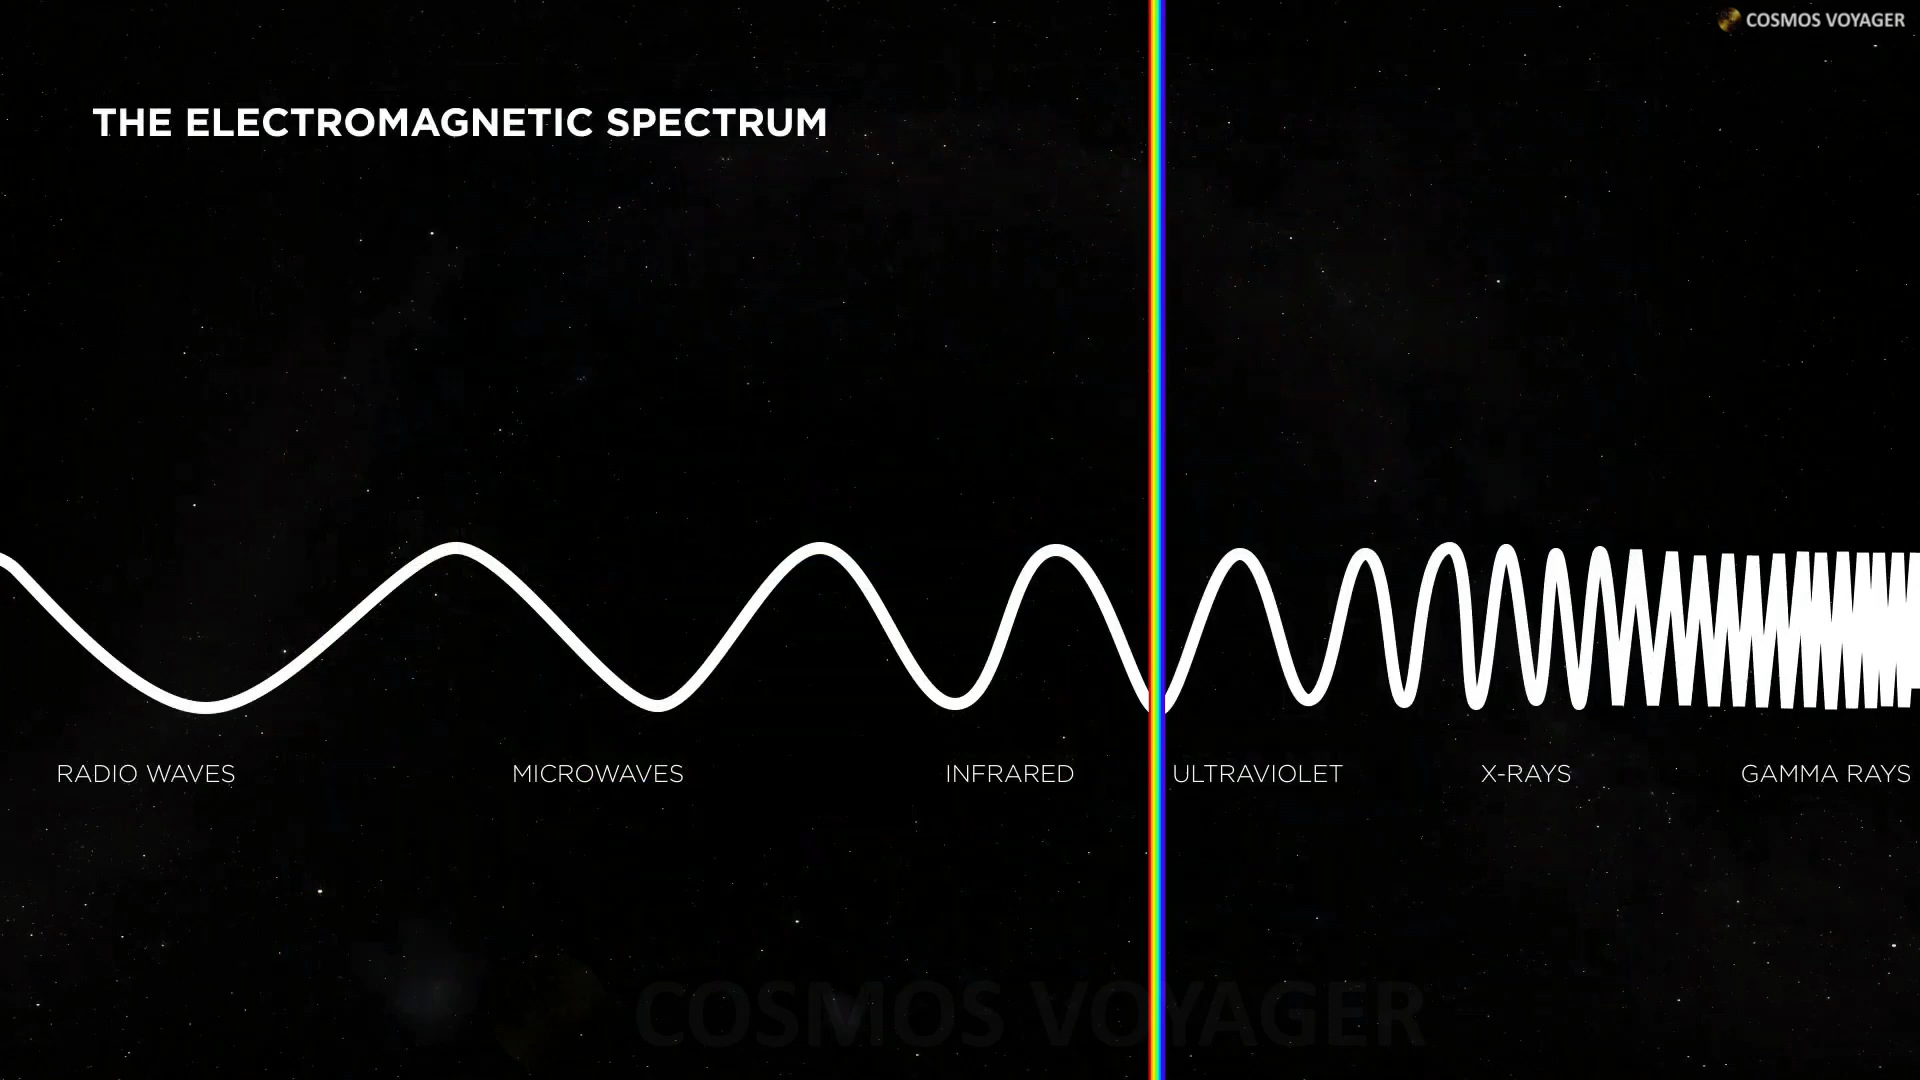 COSMOS VOYAGER
THE ELECTROMAGNETIC SPECTRUM
RADIO WAVES
MICROWAVES
INFRARED
ULTRAVIOLET
X-RAYS
GAMMA RAYS
COSMOS VOYAGER